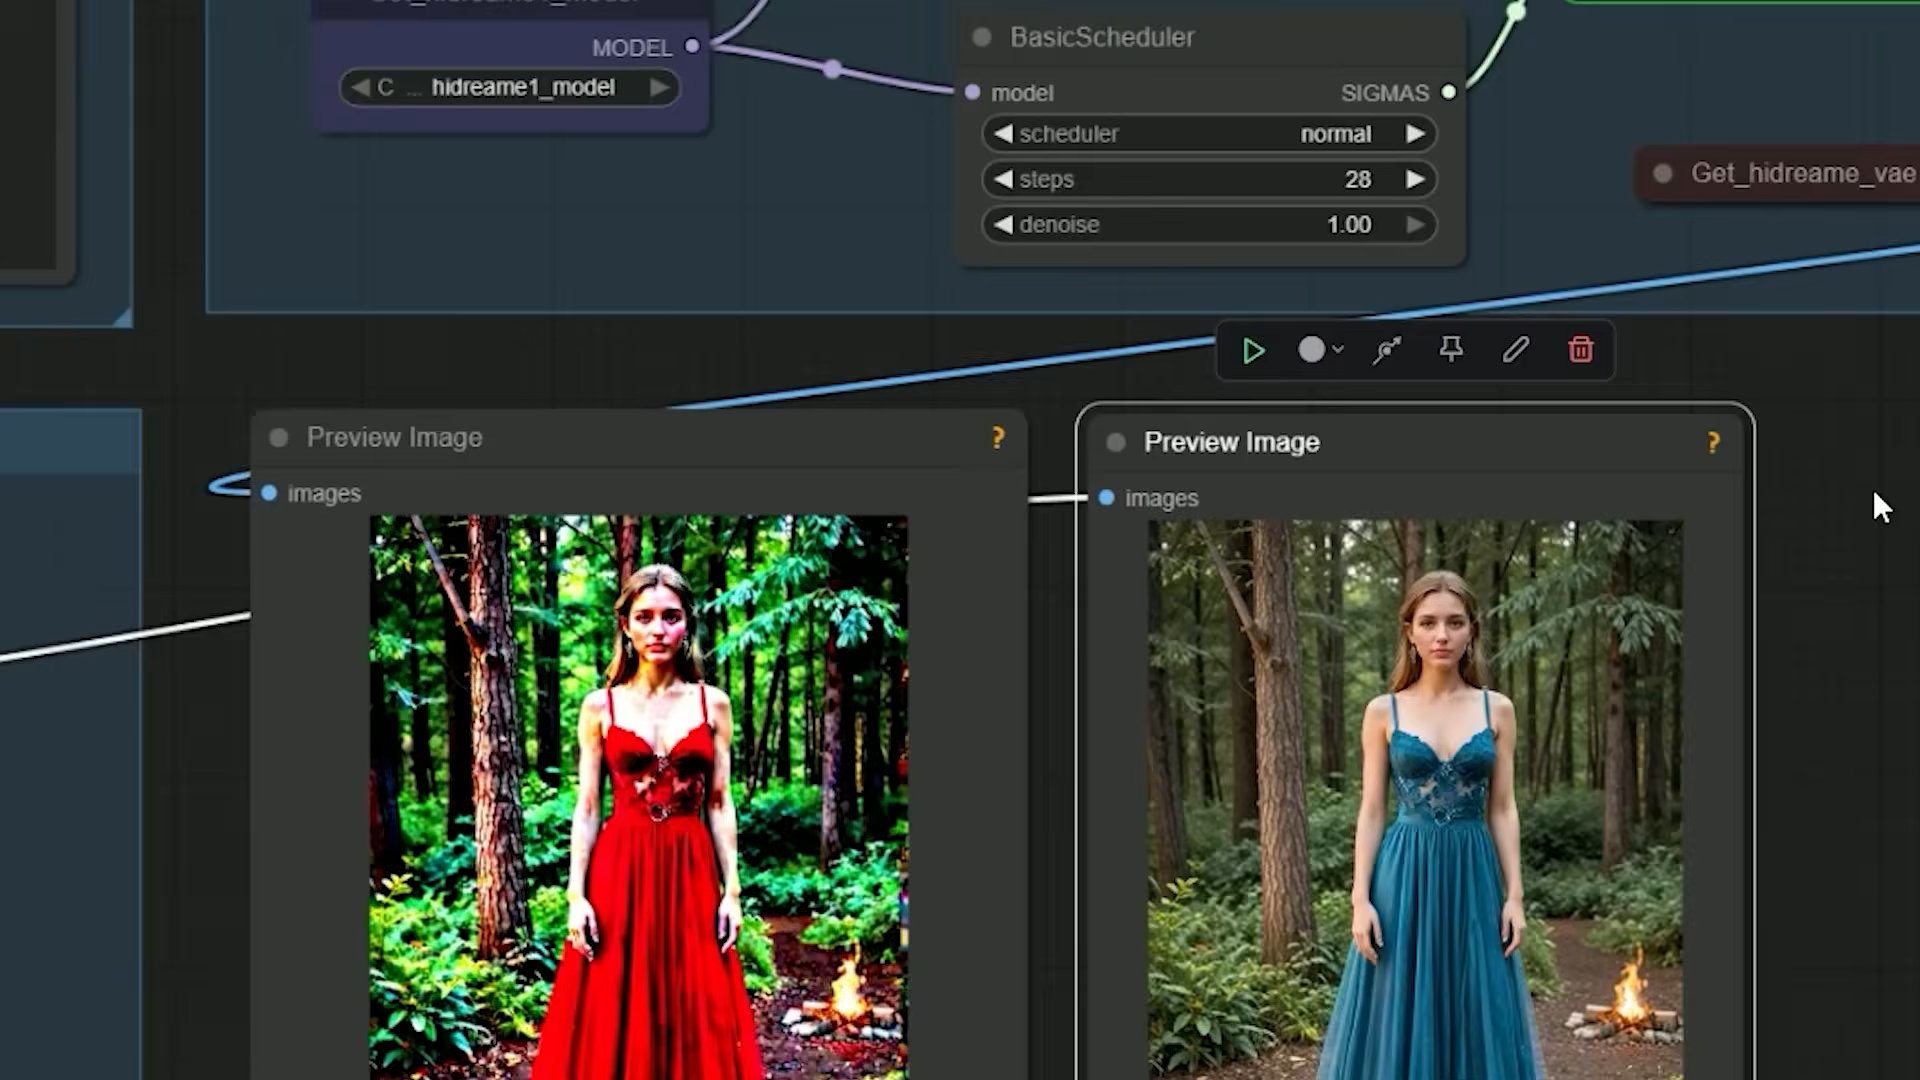 MODEL
C ... hidreame1_model
BasicScheduler
model SIGMAS
scheduler normal
steps 28
denoise 1.00
Get_hidreame_vae
Preview Image ?
images
Preview Image ?
images